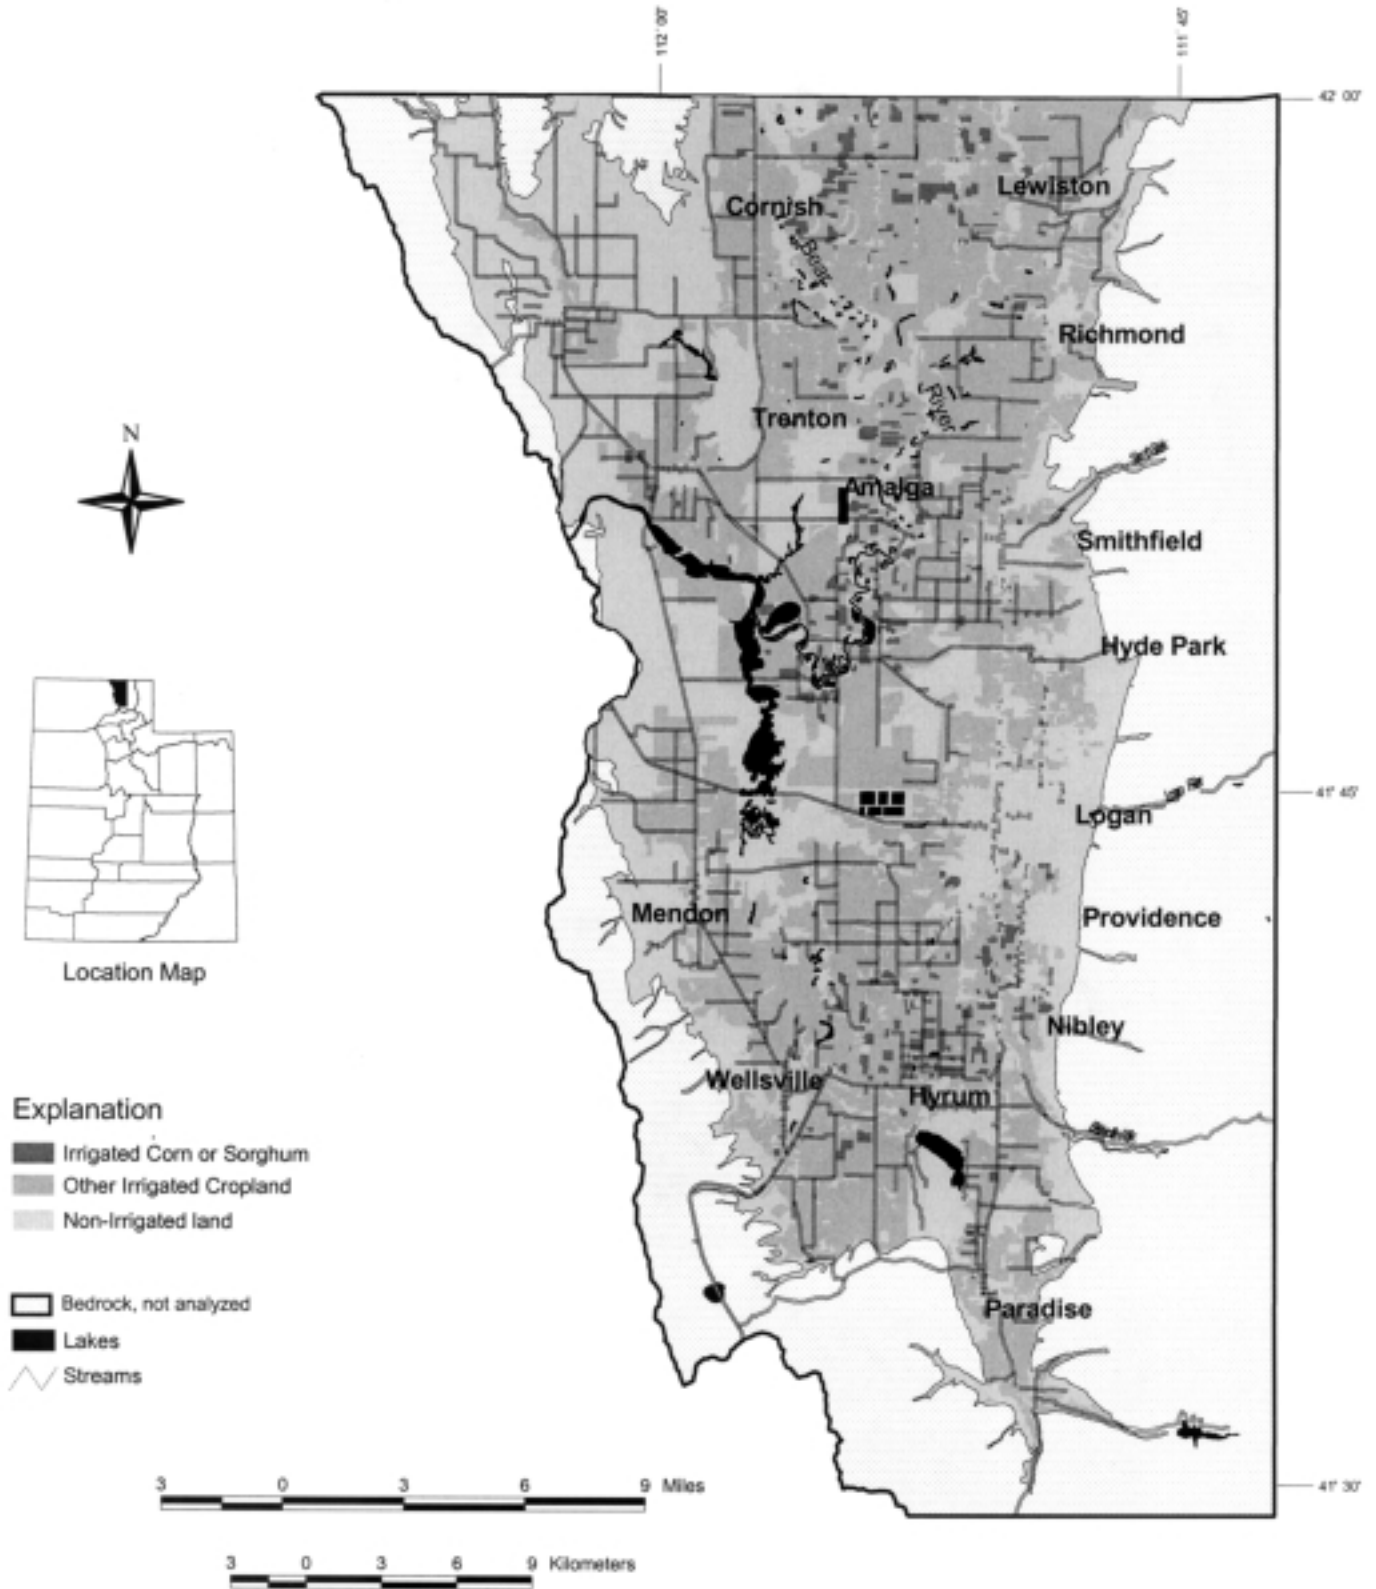 112° 00'
111° 45'
42° 00'
Lewiston
Cornish
Bear
Richmond
River
Trenton
N
Amalga
Smithfield
Hyde Park
41° 45'
Logan
Mendon
Providence
Location Map
Nibley
Wellsville
Hyrum
Explanation
Irrigated Corn or Sorghum
Other Irrigated Cropland
Non-Irrigated land
Bedrock, not analyzed
Paradise
Lakes
Streams
3 0 3 6 9 Miles
41° 30'
3 0 3 6 9 Kilometers